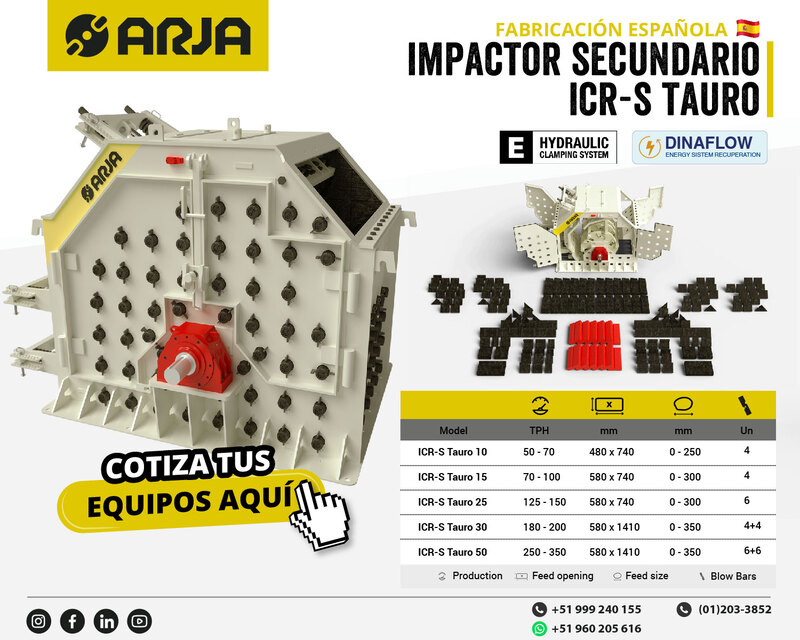 ARJA
FABRICACIÓN ESPAÑOLA
IMPACTOR SECUNDARIO
ICR-S TAURO
E HYDRAULIC
CLAMPING SYSTEM
DINAFLOW
ENERGY SISTEM RECUPERATION
ARJA
COTIZA TUS
EQUIPOS AQUÍ
Model TPH mm mm Un
ICR-S Tauro 10 50 - 70 480 x 740 0 - 250 4
ICR-S Tauro 15 70 - 100 580 x 740 0 - 300 4
ICR-S Tauro 25 125 - 150 580 x 740 0 - 300 6
ICR-S Tauro 30 180 - 200 580 x 1410 0 - 350 4+4
ICR-S Tauro 50 250 - 350 580 x 1410 0 - 350 6+6
Production Feed opening Feed size Blow Bars
+51 999 240 155 (01)203-3852
+51 960 205 616